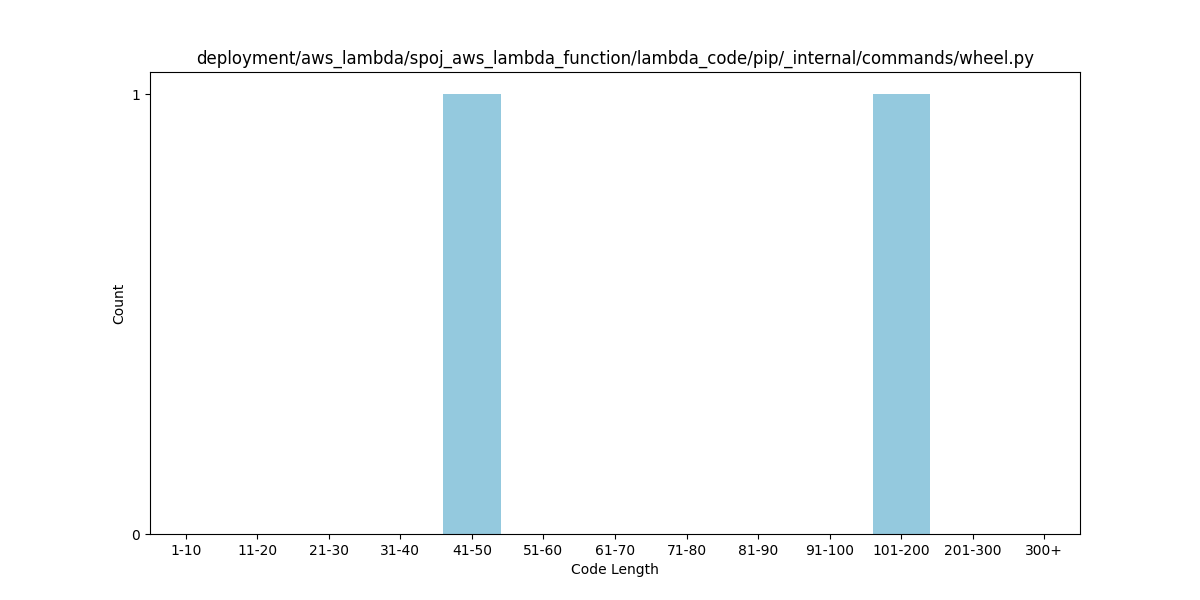 deployment/aws_lambda/spoj_aws_lambda_function/lambda_code/pip/_internal/commands/wheel.py
1
Count
0
1-10 11-20 21-30 31-40 41-50 51-60 61-70 71-80 81-90 91-100 101-200 201-300 300+
Code Length